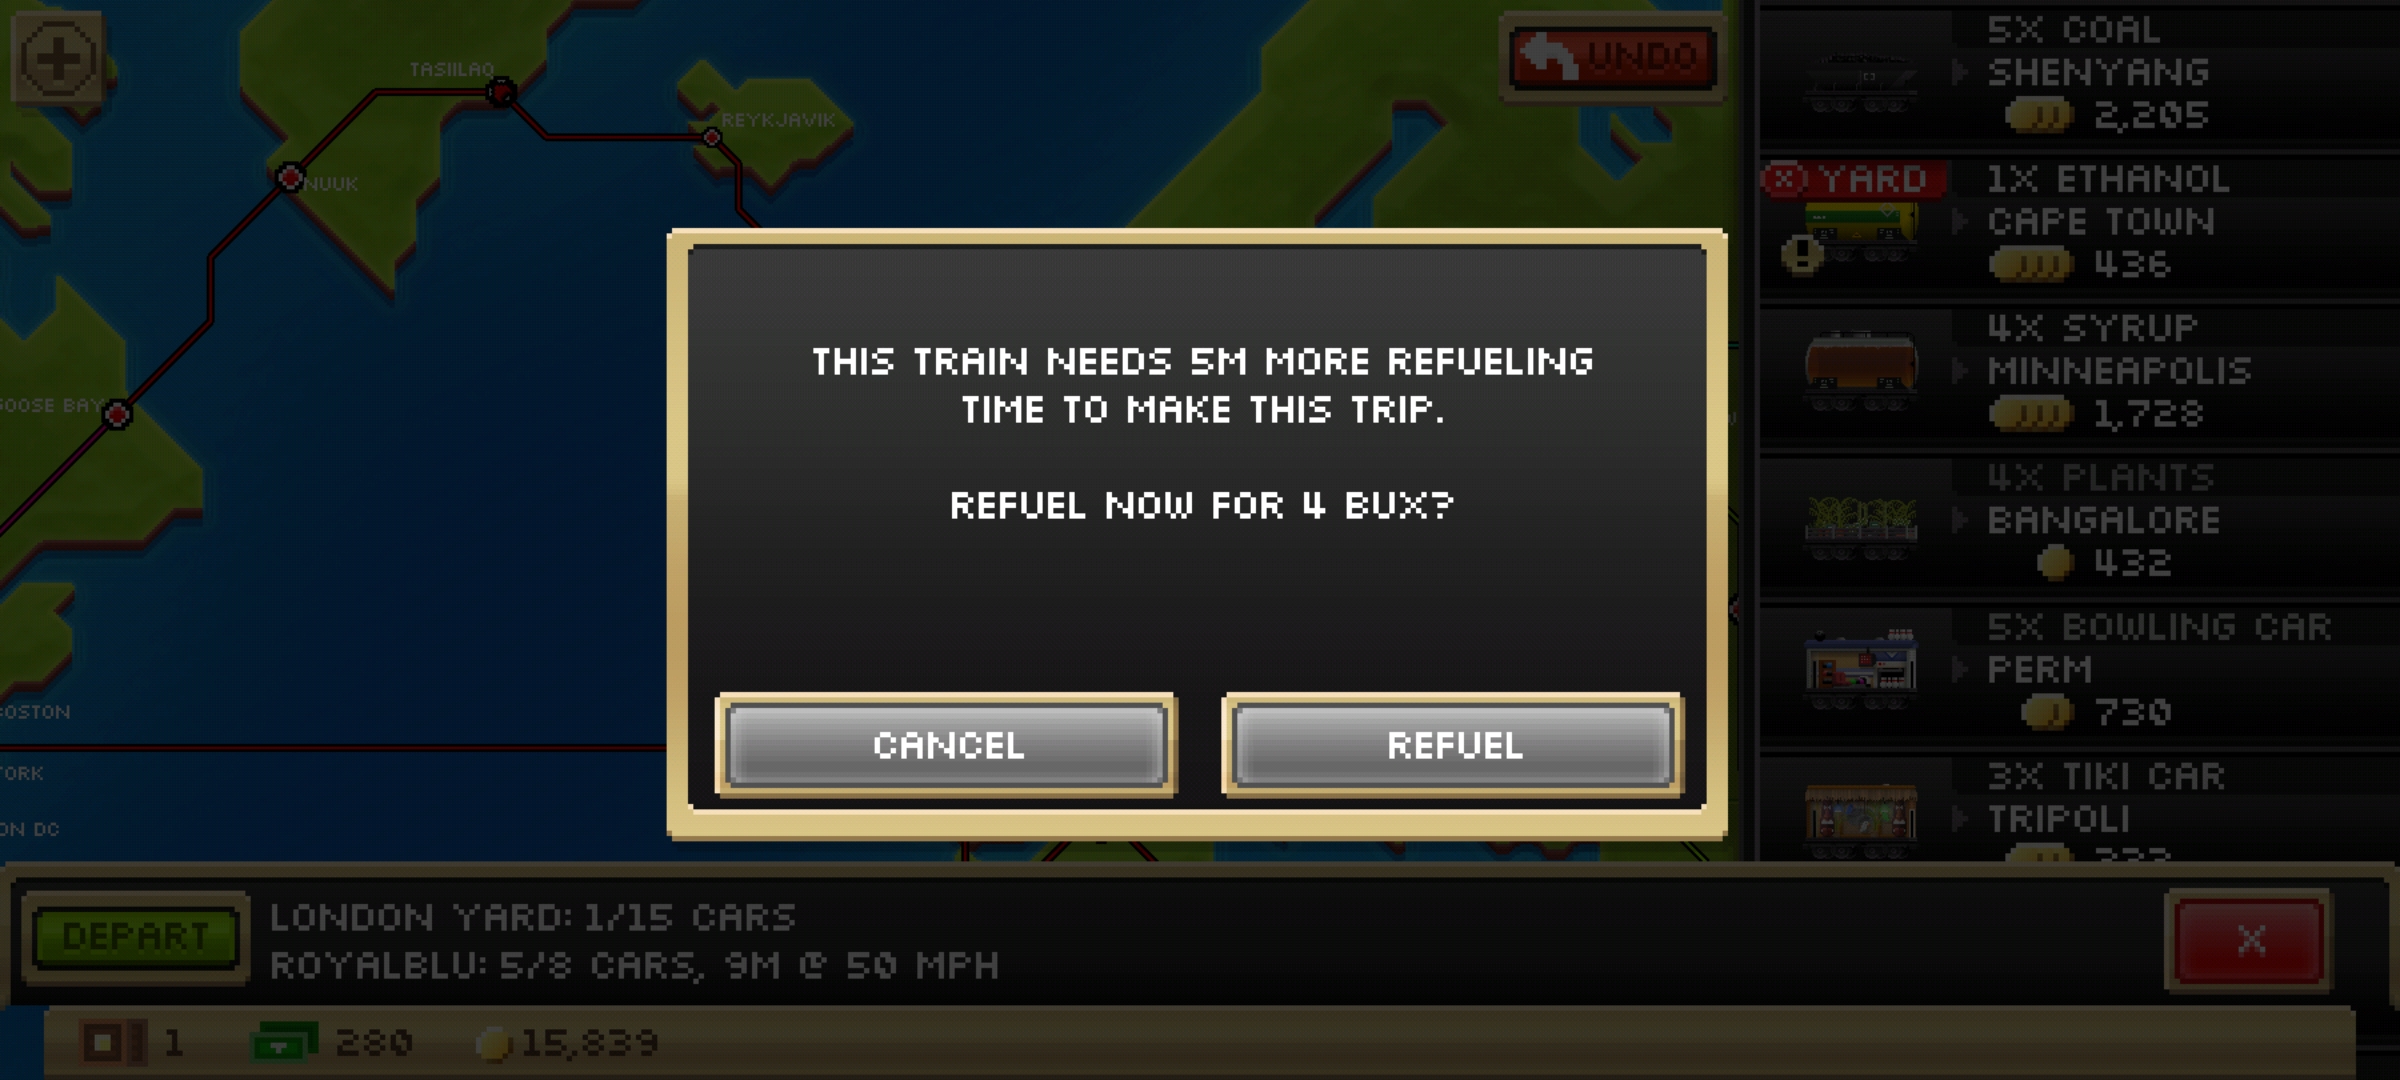 TASIILAQ
REYKJAVIK
NUUK
GOOSE BAY
BOSTON
YORK
ON DC
UNDO
5X COAL
SHENYANG
2,205
YARD
1X ETHANOL
CAPE TOWN
436
4X SYRUP
MINNEAPOLIS
1,728
4X PLANTS
BANGALORE
432
5X BOWLING CAR
PERM
730
3X TIKI CAR
TRIPOLI
THIS TRAIN NEEDS 5M MORE REFUELING
TIME TO MAKE THIS TRIP.
REFUEL NOW FOR 4 BUX?
CANCEL
REFUEL
DEPART
LONDON YARD: 1/15 CARS
ROYALBLU: 5/8 CARS, 9M @ 50 MPH
X
1
280
15,839